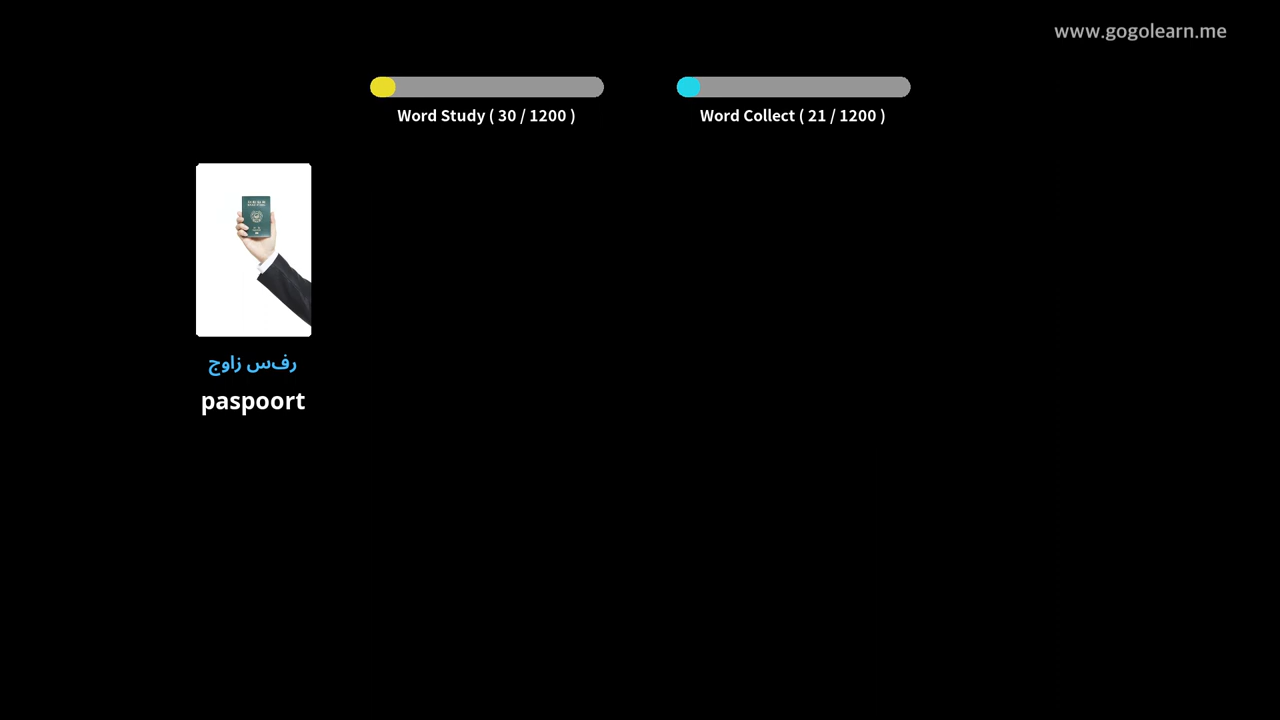 www.gogolearn.me
Word Study ( 30 / 1200 )
Word Collect ( 21 / 1200 )
رفس زاوج
paspoort